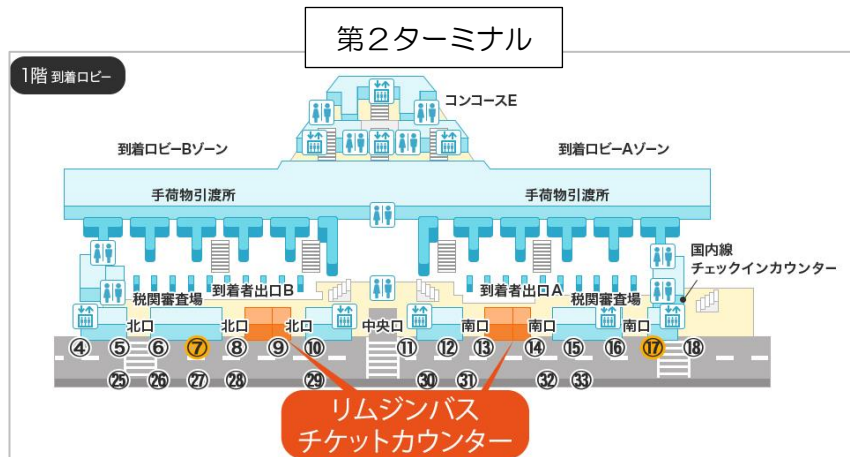 第2ターミナル
1階 到着ロビー
コンコースE
到着ロビーBゾーン
到着ロビーAゾーン
手荷物引渡所
手荷物引渡所
国内線
チェックインカウンター
到着者出口B
到着者出口A
税関審査場
税関審査場
北口
北口
北口
中央口
南口
南口
南口
④ ⑤ ⑥ ⑦ ⑧ ⑨ ⑩ ⑪ ⑫ ⑬ ⑭ ⑮ ⑯ ⑰ ⑱
㉕ ㉖ ㉗ ㉘ ㉙ ㉚ ㉛ ㉜ ㉝
リムジンバス
チケットカウンター